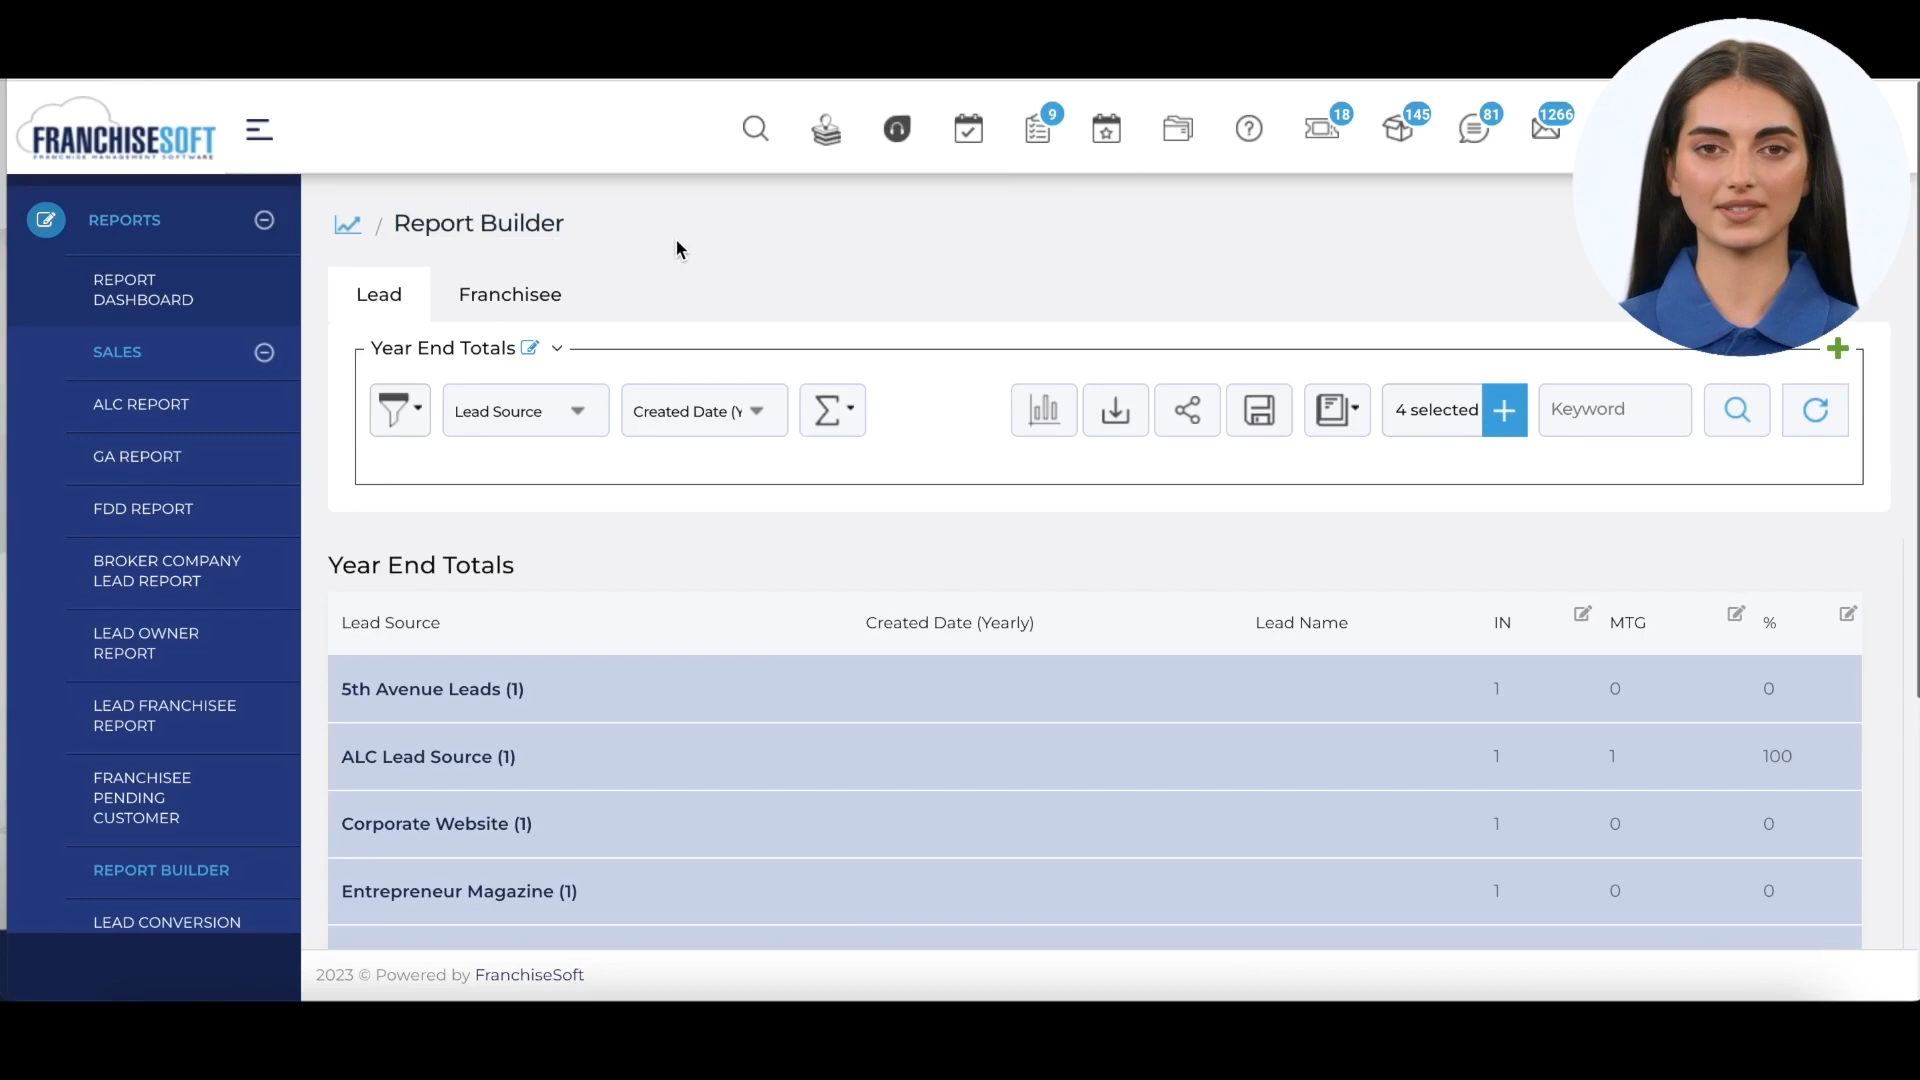 FRANCHISESOFT
FRANCHISE MANAGEMENT SOFTWARE
9
18
145
81
1266
REPORTS
REPORT
DASHBOARD
SALES
ALC REPORT
GA REPORT
FDD REPORT
BROKER COMPANY
LEAD REPORT
LEAD OWNER
REPORT
LEAD FRANCHISEE
REPORT
FRANCHISEE
PENDING
CUSTOMER
REPORT BUILDER
LEAD CONVERSION
/ Report Builder
Lead Franchisee
Year End Totals
Lead Source Created Date (Y 4 selected Keyword
Year End Totals
Lead Source Created Date (Yearly) Lead Name IN MTG %
5th Avenue Leads (1) 1 0 0
ALC Lead Source (1) 1 1 100
Corporate Website (1) 1 0 0
Entrepreneur Magazine (1) 1 0 0
2023 © Powered by FranchiseSoft